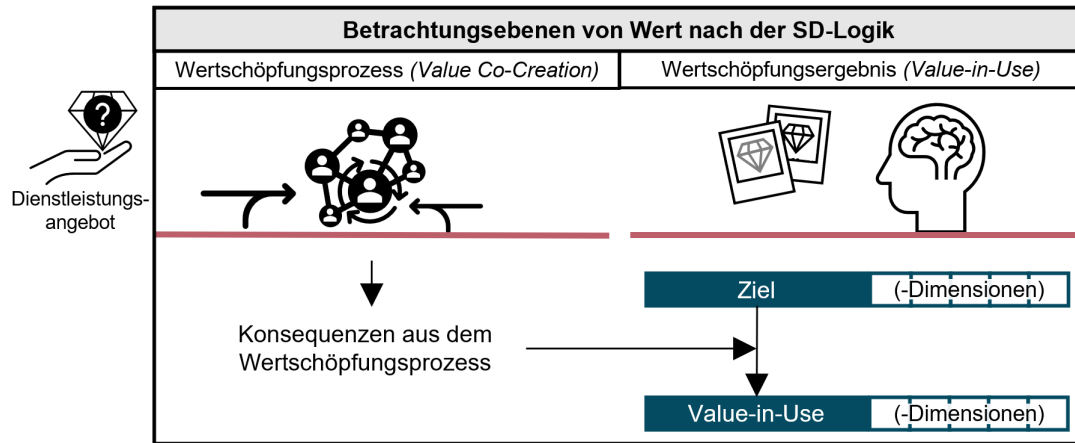 Betrachtungsebenen von Wert nach der SD-Logik
Wertschöpfungsprozess (Value Co-Creation)
Wertschöpfungsergebnis (Value-in-Use)
?
Dienstleistungs-
angebot
Ziel
(-Dimensionen)
Konsequenzen aus dem
Wertschöpfungsprozess
Value-in-Use
(-Dimensionen)